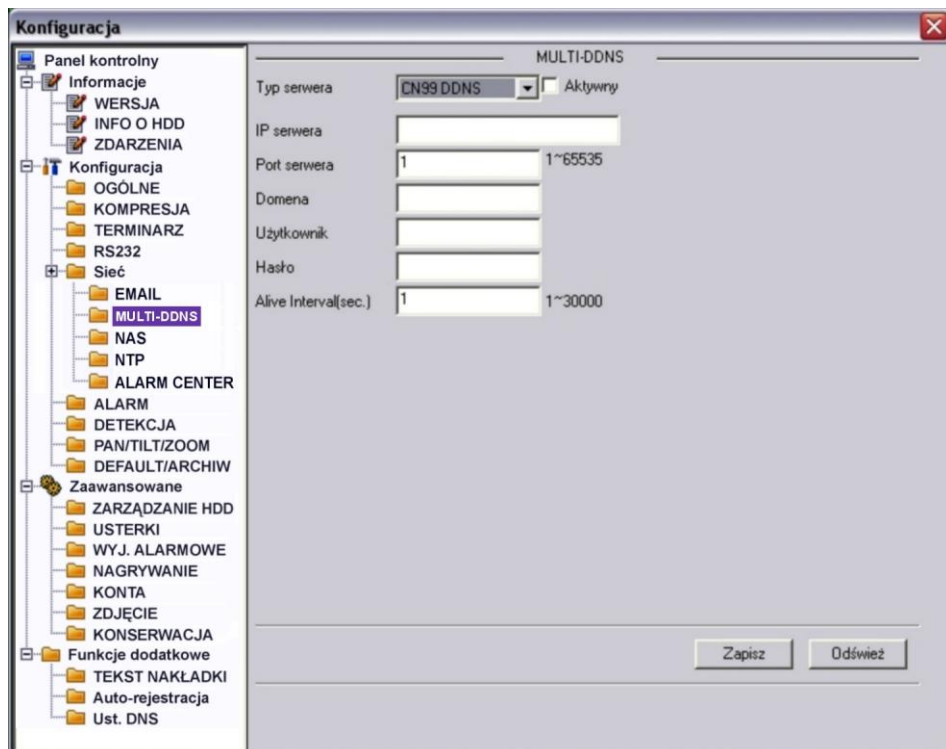 Konfiguracja
Panel kontrolny
Informacje
WERSJA
INFO O HDD
ZDARZENIA
Konfiguracja
OGÓLNE
KOMPRESJA
TERMINARZ
RS232
Sieć
EMAIL
MULTI-DDNS
NAS
NTP
ALARM CENTER
ALARM
DETEKCJA
PAN/TILT/ZOOM
DEFAULT/ARCHIW
Zaawansowane
ZARZĄDZANIE HDD
USTERKI
WYJ. ALARMOWE
NAGRYWANIE
KONTA
ZDJĘCIE
KONSERWACJA
Funkcje dodatkowe
TEKST NAKŁADKI
Auto-rejestracja
Ust. DNS
MULTI-DDNS
Typ serwera CN99 DDNS Aktywny
IP serwera
Port serwera 1 1~65535
Domena
Użytkownik
Hasło
Alive Interval(sec.) 1 1~30000
Zapisz Odśwież